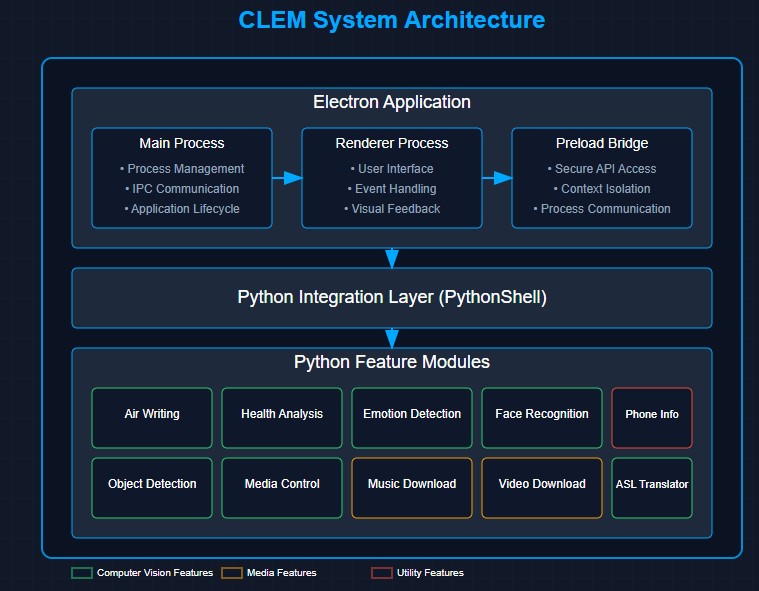 CLEM System Architecture
Electron Application
Main Process
• Process Management
• IPC Communication
• Application Lifecycle
Renderer Process
• User Interface
• Event Handling
• Visual Feedback
Preload Bridge
• Secure API Access
• Context Isolation
• Process Communication
Python Integration Layer (PythonShell)
Python Feature Modules
Air Writing
Health Analysis
Emotion Detection
Face Recognition
Phone Info
Object Detection
Media Control
Music Download
Video Download
ASL Translator
Computer Vision Features
Media Features
Utility Features